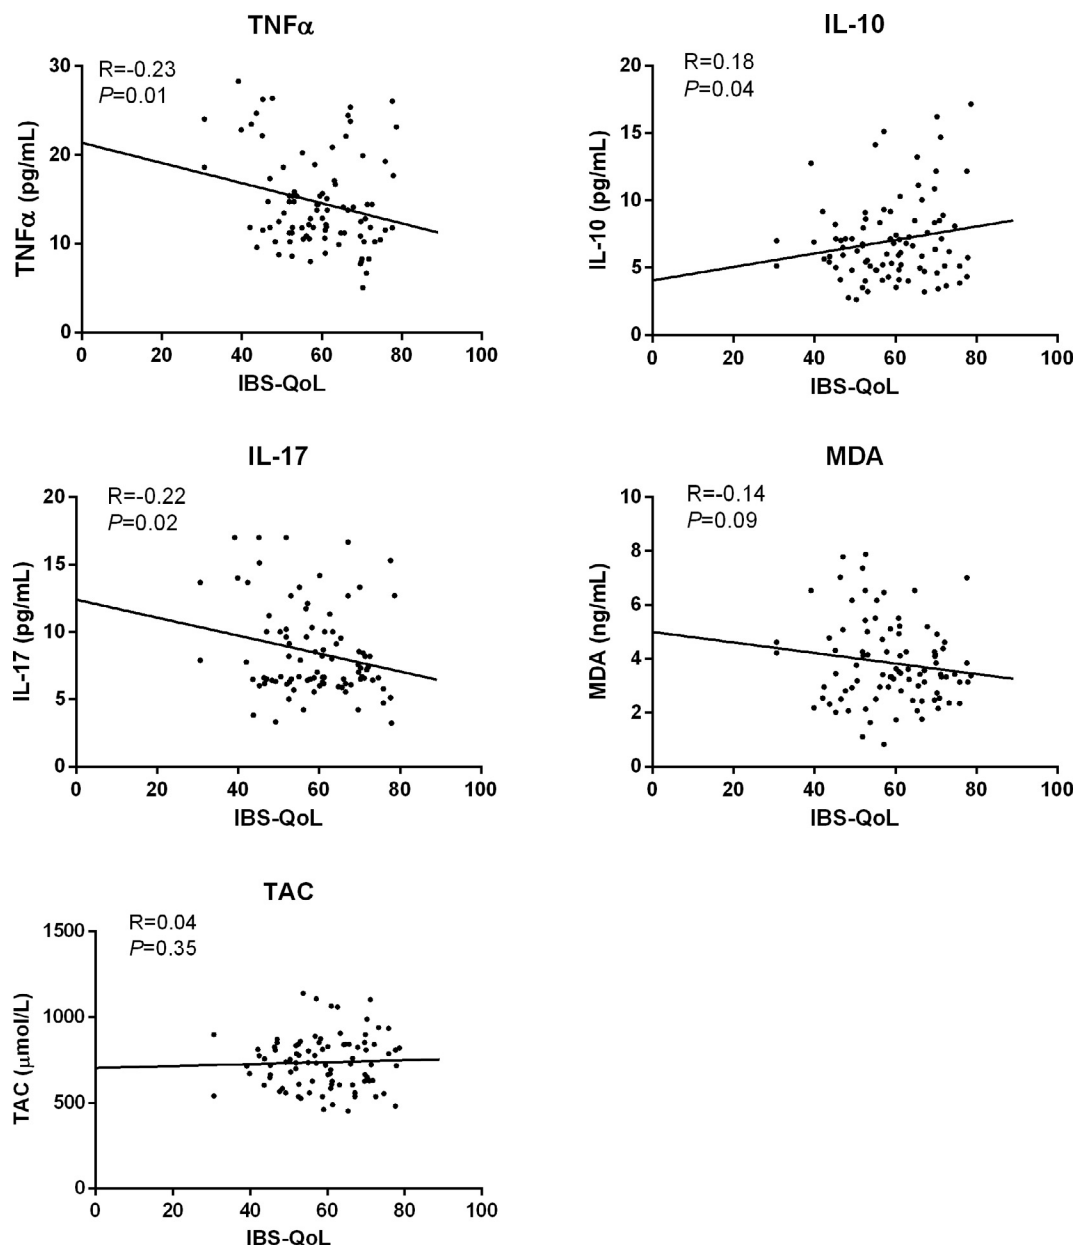 TNFα
R=-0.23
P=0.01
30
20
10
0
TNFα (pg/mL)
0 20 40 60 80 100
IBS-QoL
IL-10
R=0.18
P=0.04
20
15
10
5
0
IL-10 (pg/mL)
0 20 40 60 80 100
IBS-QoL
IL-17
R=-0.22
P=0.02
20
15
10
5
0
IL-17 (pg/mL)
0 20 40 60 80 100
IBS-QoL
MDA
R=-0.14
P=0.09
10
8
6
4
2
0
MDA (ng/mL)
0 20 40 60 80 100
IBS-QoL
TAC
R=0.04
P=0.35
1500
1000
500
0
TAC (μmol/L)
0 20 40 60 80 100
IBS-QoL